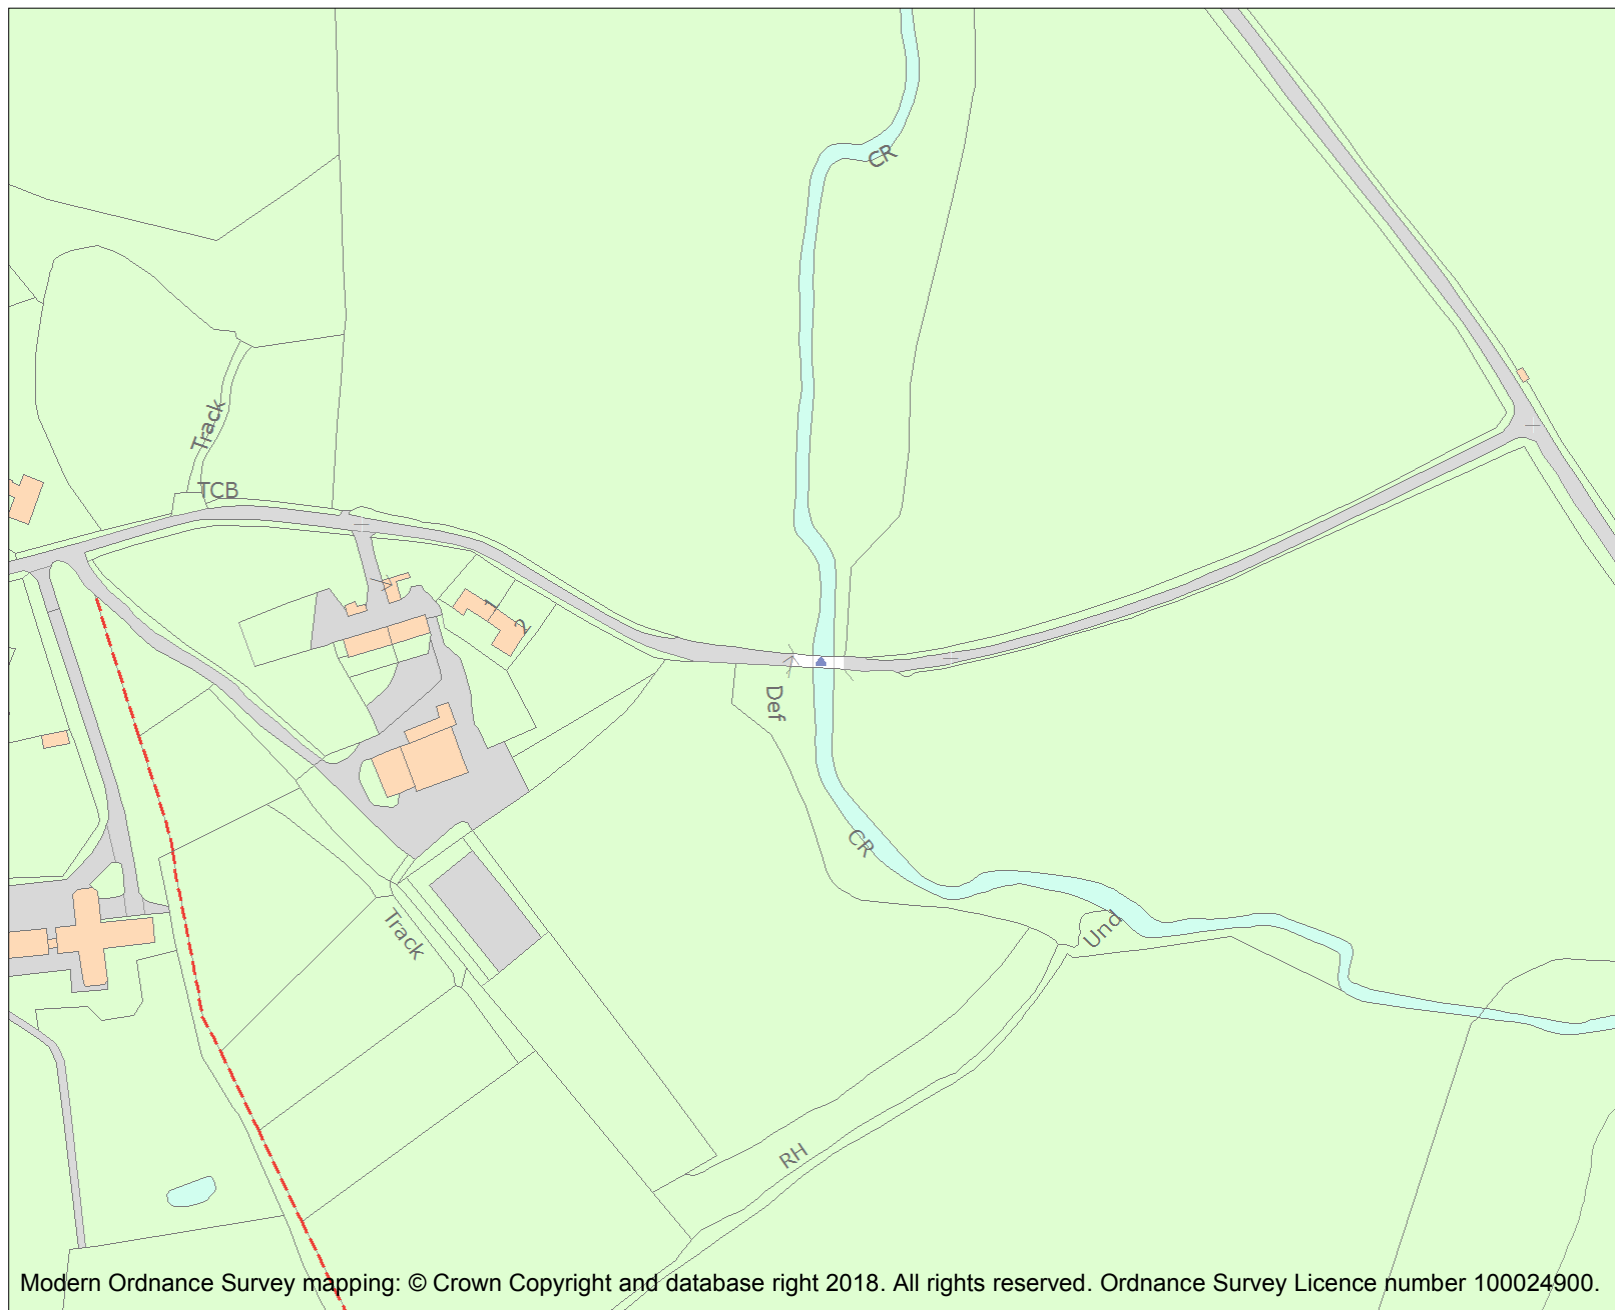 CR
Track
TCB
1
2
Def
CR
Und
Track
RH
Modern Ordnance Survey mapping: © Crown Copyright and database right 2018. All rights reserved. Ordnance Survey Licence number 100024900.